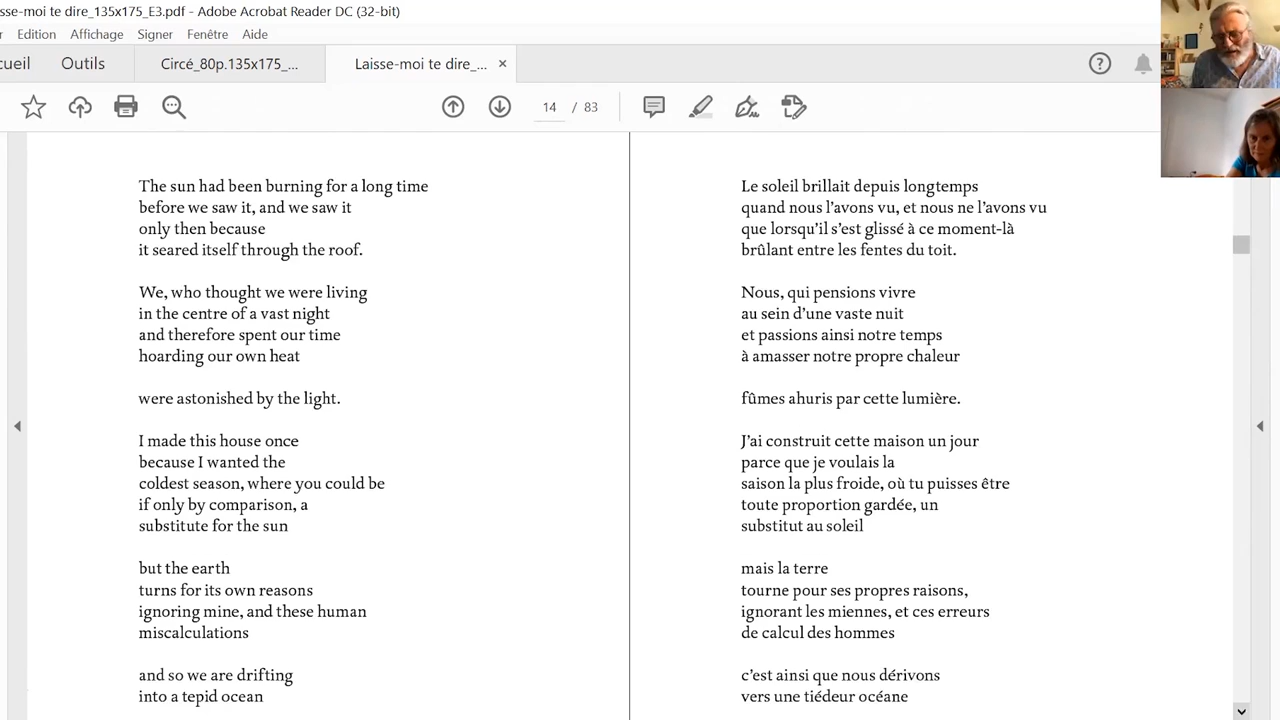 sse-moi te dire_135x175_E3.pdf - Adobe Acrobat Reader DC (32-bit)
r Edition Affichage Signer Fenêtre Aide
cueil Outils Circé_80p.135x175_... Laisse-moi te dire_... ×
14 / 83
The sun had been burning for a long time
before we saw it, and we saw it
only then because
it seared itself through the roof.
We, who thought we were living
in the centre of a vast night
and therefore spent our time
hoarding our own heat
were astonished by the light.
I made this house once
because I wanted the
coldest season, where you could be
if only by comparison, a
substitute for the sun
but the earth
turns for its own reasons
ignoring mine, and these human
miscalculations
and so we are drifting
into a tepid ocean
Le soleil brillait depuis longtemps
quand nous l'avons vu, et nous ne l'avons vu
que lorsqu'il s'est glissé à ce moment-là
brûlant entre les fentes du toit.
Nous, qui pensions vivre
au sein d'une vaste nuit
et passions ainsi notre temps
à amasser notre propre chaleur
fûmes ahuris par cette lumière.
J'ai construit cette maison un jour
parce que je voulais la
saison la plus froide, où tu puisses être
toute proportion gardée, un
substitut au soleil
mais la terre
tourne pour ses propres raisons,
ignorant les miennes, et ces erreurs
de calcul des hommes
c'est ainsi que nous dérivons
vers une tiédeur océane